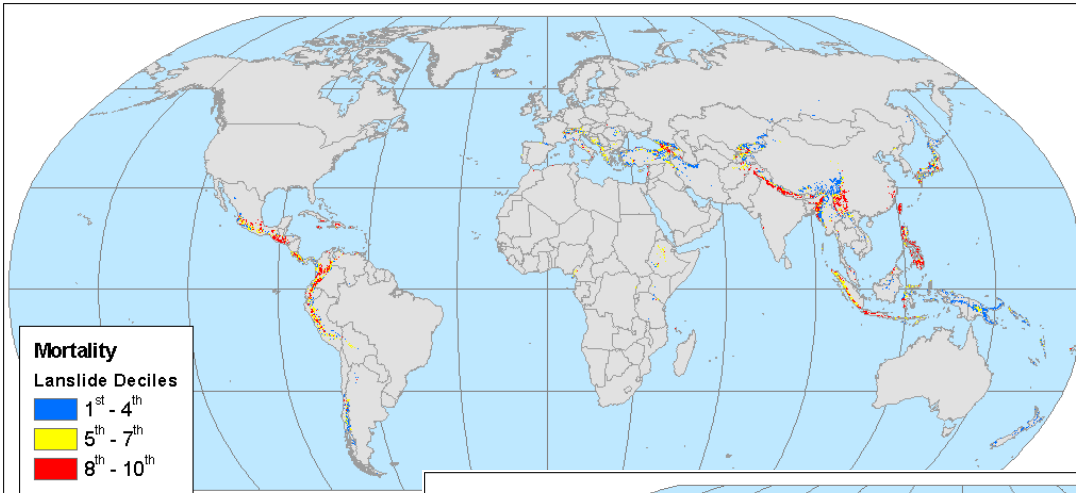 Mortality
Lanslide Deciles
1st - 4th
5th - 7th
8th - 10th